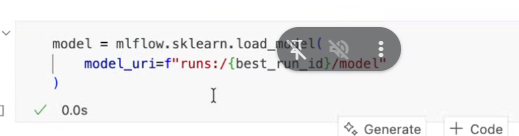 model = mlflow.sklearn.load_model(
model_uri=f"runs:/{best_run_id}/model"
)
0.0s
Generate
+ Code